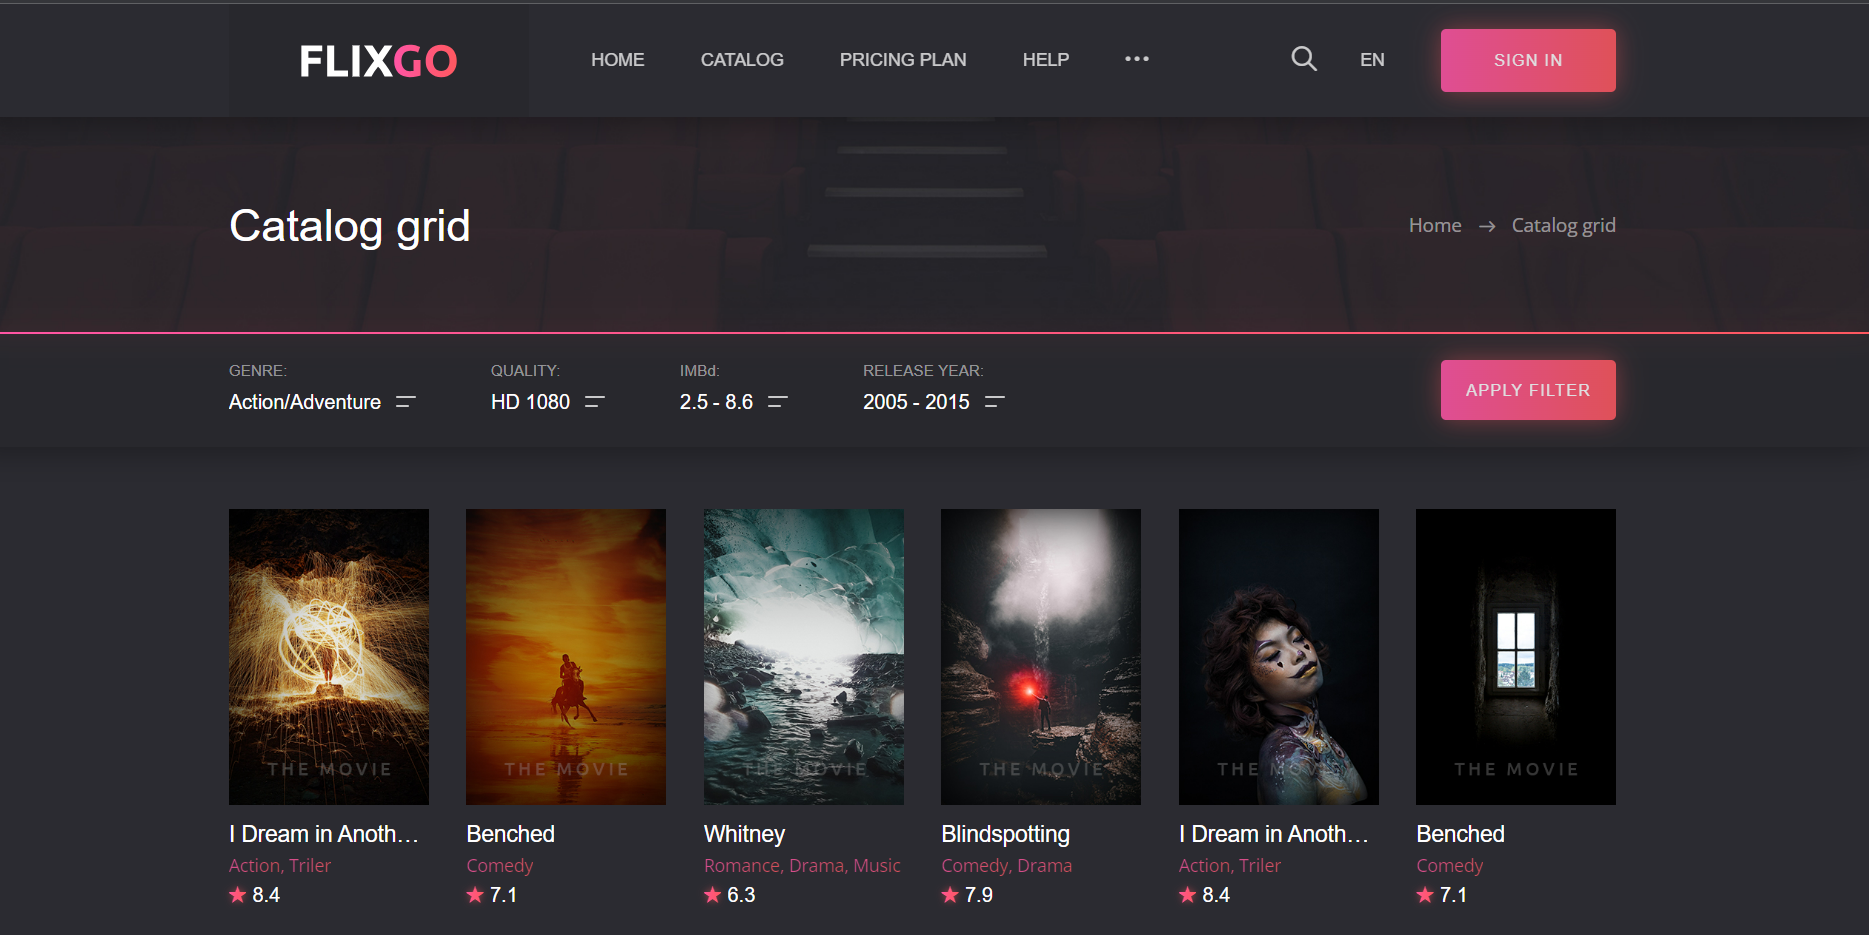 FLIXGO
HOME
CATALOG
PRICING PLAN
HELP
EN
SIGN IN
Catalog grid
Home → Catalog grid
GENRE:
Action/Adventure
QUALITY:
HD 1080
IMBd:
2.5 - 8.6
RELEASE YEAR:
2005 - 2015
APPLY FILTER
THE MOVIE
I Dream in Anoth…
Action, Triler
8.4
THE MOVIE
Benched
Comedy
7.1
THE MOVIE
Whitney
Romance, Drama, Music
6.3
THE MOVIE
Blindspotting
Comedy, Drama
7.9
THE MOVIE
I Dream in Anoth…
Action, Triler
8.4
THE MOVIE
Benched
Comedy
7.1